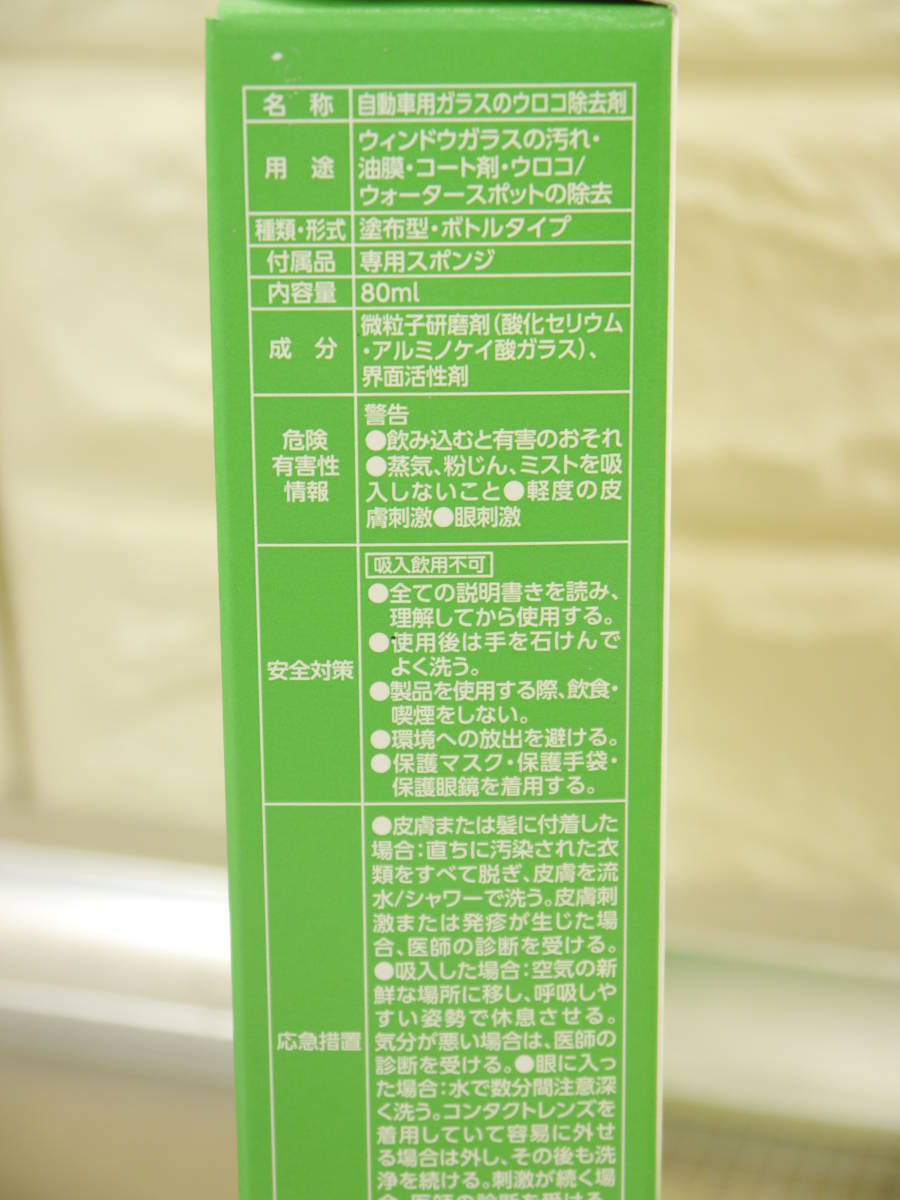 名 称 自動車用ガラスのウロコ除去剤
用 途
ウィンドウガラスの汚れ・
油膜・コート剤・ウロコ/
ウォータースポットの除去
種類・形式 塗布型・ボトルタイプ
付属品 専用スポンジ
内容量 80ml
成 分
微粒子研磨剤(酸化セリウム
・アルミノケイ酸ガラス)、
界面活性剤
危険
有害性
情報
警告
●飲み込むと有害のおそれ
●蒸気、粉じん、ミストを吸
入しないこと●軽度の皮
膚刺激●眼刺激
安全対策
吸入飲用不可
●全ての説明書きを読み、
理解してから使用する。
●使用後は手を石けんで
よく洗う。
●製品を使用する際、飲食・
喫煙をしない。
●環境への放出を避ける。
●保護マスク・保護手袋・
保護眼鏡を着用する。
応急措置
●皮膚または髪に付着した
場合:直ちに汚染された衣
類をすべて脱ぎ、皮膚を流
水/シャワーで洗う。皮膚刺
激または発疹が生じた場
合、医師の診断を受ける。
●吸入した場合:空気の新
鮮な場所に移し、呼吸しや
すい姿勢で休息させる。
気分が悪い場合は、医師の
診断を受ける。●眼に入っ
た場合:水で数分間注意深
く洗う。コンタクトレンズを
着用していて容易に外せ
る場合は外し、その後も洗
浄を続ける。刺激が続く場
合、医師の診断を受ける。